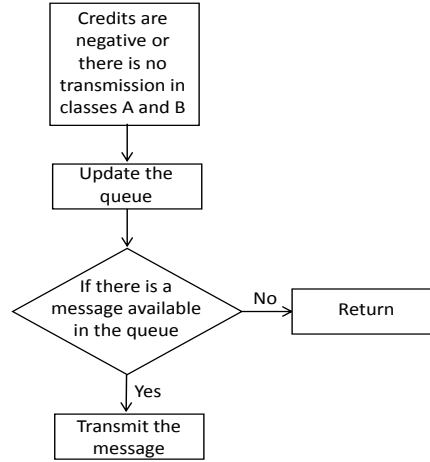 Credits are
negative or
there is no
transmission in
classes A and B
Update the
queue
If there is a
message available
in the queue
No
Return
Yes
Transmit the
message